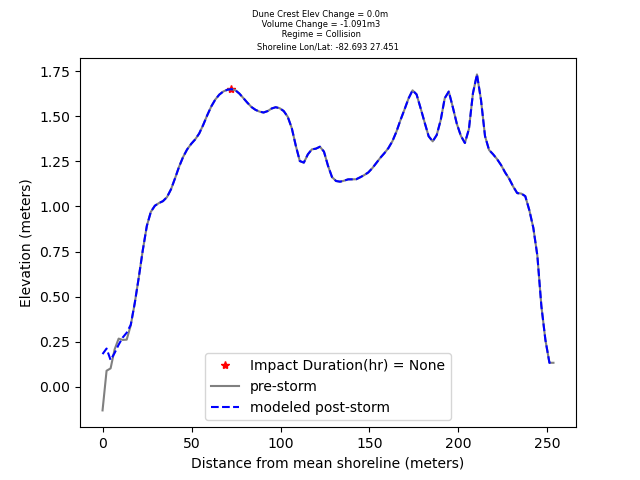 Dune Crest Elev Change = 0.0m
Volume Change = -1.091m3
Regime = Collision
Shoreline Lon/Lat: -82.693 27.451
1.75
1.50
1.25
1.00
0.75
0.50
0.25
0.00
Elevation (meters)
Impact Duration(hr) = None
pre-storm
modeled post-storm
0 50 100 150 200 250
Distance from mean shoreline (meters)